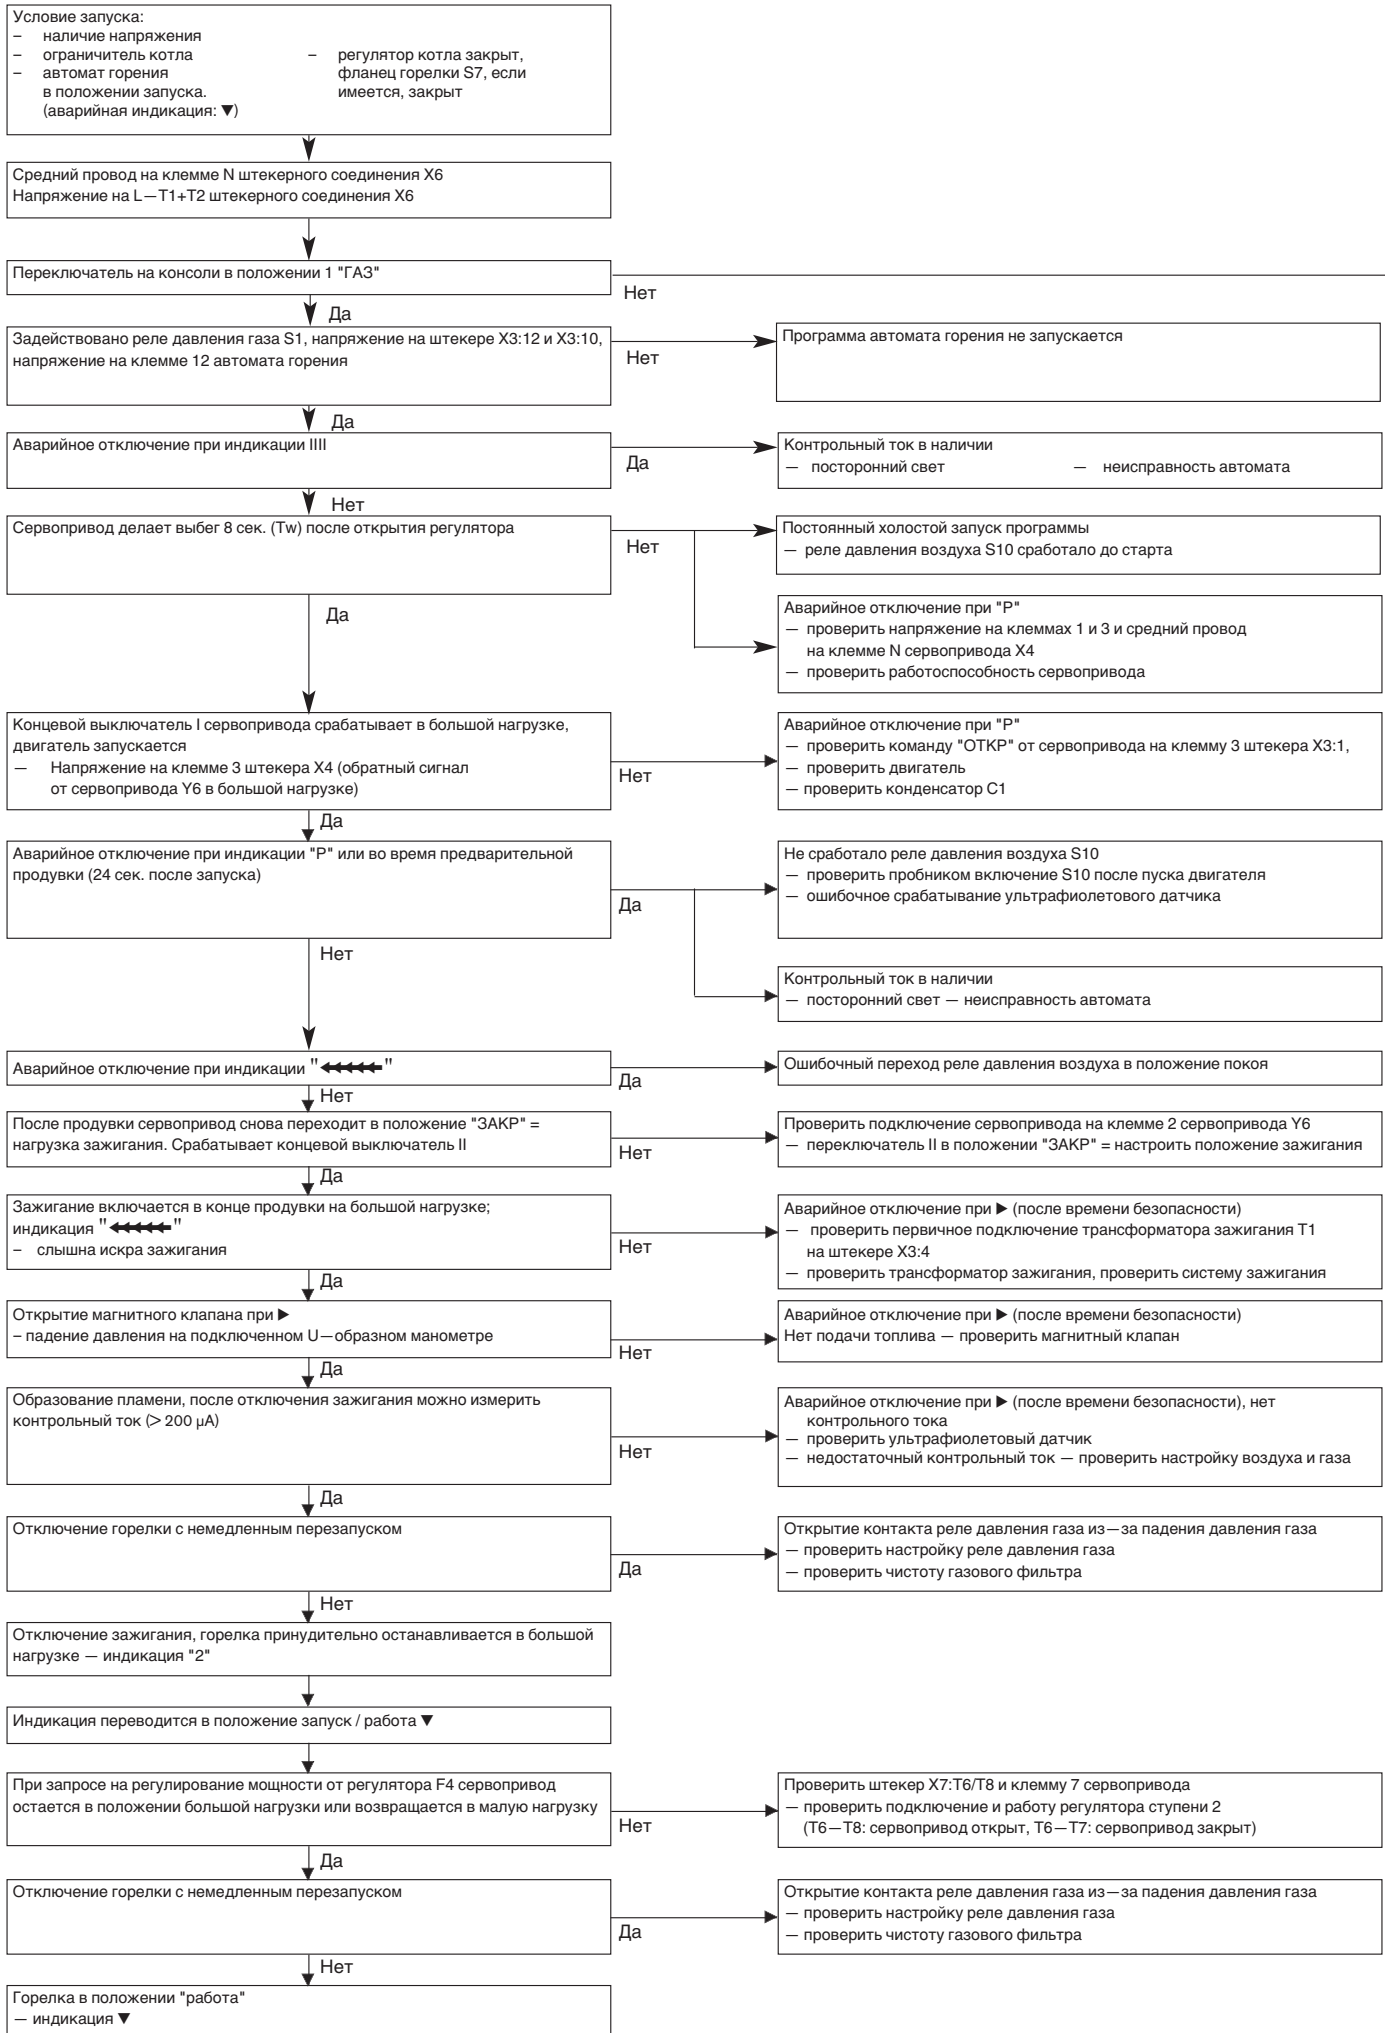 Условие запуска:
– наличие напряжения
– ограничитель котла
– автомат горения
в положении запуска.
(аварийная индикация: ▼)
– регулятор котла закрыт,
фланец горелки S7, если
имеется, закрыт
Средний провод на клемме N штекерного соединения X6
Напряжение на L—T1+T2 штекерного соединения X6
Переключатель на консоли в положении 1 "ГАЗ"
Нет
Да
Задействовано реле давления газа S1, напряжение на штекере X3:12 и X3:10,
напряжение на клемме 12 автомата горения
Нет
Программа автомата горения не запускается
Да
Аварийное отключение при индикации IIII
Да
Контрольный ток в наличии
— посторонний свет — неисправность автомата
Нет
Сервопривод делает выбег 8 сек. (Tw) после открытия регулятора
Нет
Постоянный холостой запуск программы
— реле давления воздуха S10 сработало до старта
Да
Аварийное отключение при "P"
— проверить напряжение на клеммах 1 и 3 и средний провод
на клемме N сервопривода X4
— проверить работоспособность сервопривода
Концевой выключатель I сервопривода срабатывает в большой нагрузке,
двигатель запускается
— Напряжение на клемме 3 штекера X4 (обратный сигнал
от сервопривода Y6 в большой нагрузке)
Нет
Аварийное отключение при "P"
— проверить команду "ОТКР" от сервопривода на клемму 3 штекера X3:1,
— проверить двигатель
— проверить конденсатор C1
Да
Аварийное отключение при индикации "P" или во время предварительной
продувки (24 сек. после запуска)
Да
Не сработало реле давления воздуха S10
— проверить пробником включение S10 после пуска двигателя
— ошибочное срабатывание ультрафиолетового датчика
Нет
Контрольный ток в наличии
— посторонний свет — неисправность автомата
Аварийное отключение при индикации "◀◀◀◀◀"
Да
Ошибочный переход реле давления воздуха в положение покоя
Нет
После продувки сервопривод снова переходит в положение "ЗАКР" =
нагрузка зажигания. Срабатывает концевой выключатель II
Нет
Проверить подключение сервопривода на клемме 2 сервопривода Y6
— переключатель II в положении "ЗАКР" = настроить положение зажигания
Да
Зажигание включается в конце продувки на большой нагрузке;
индикация "◀◀◀◀◀"
– слышна искра зажигания
Нет
Аварийное отключение при ▶ (после времени безопасности)
— проверить первичное подключение трансформатора зажигания T1
на штекере X3:4
— проверить трансформатор зажигания, проверить систему зажигания
Да
Открытие магнитного клапана при ▶
– падение давления на подключенном U—образном манометре
Нет
Аварийное отключение при ▶ (после времени безопасности)
Нет подачи топлива — проверить магнитный клапан
Да
Образование пламени, после отключения зажигания можно измерить
контрольный ток (> 200 µA)
Нет
Аварийное отключение при ▶ (после времени безопасности), нет
контрольного тока
— проверить ультрафиолетовый датчик
— недостаточный контрольный ток — проверить настройку воздуха и газа
Да
Отключение горелки с немедленным перезапуском
Да
Открытие контакта реле давления газа из—за падения давления газа
— проверить настройку реле давления газа
— проверить чистоту газового фильтра
Нет
Отключение зажигания, горелка принудительно останавливается в большой
нагрузке — индикация "2"
Индикация переводится в положение запуск / работа ▼
При запросе на регулирование мощности от регулятора F4 сервопривод
остается в положении большой нагрузки или возвращается в малую нагрузку
Нет
Проверить штекер X7:T6/T8 и клемму 7 сервопривода
— проверить подключение и работу регулятора ступени 2
(T6—T8: сервопривод открыт, T6—T7: сервопривод закрыт)
Да
Отключение горелки с немедленным перезапуском
Да
Открытие контакта реле давления газа из—за падения давления газа
— проверить настройку реле давления газа
— проверить чистоту газового фильтра
Нет
Горелка в положении "работа"
— индикация ▼